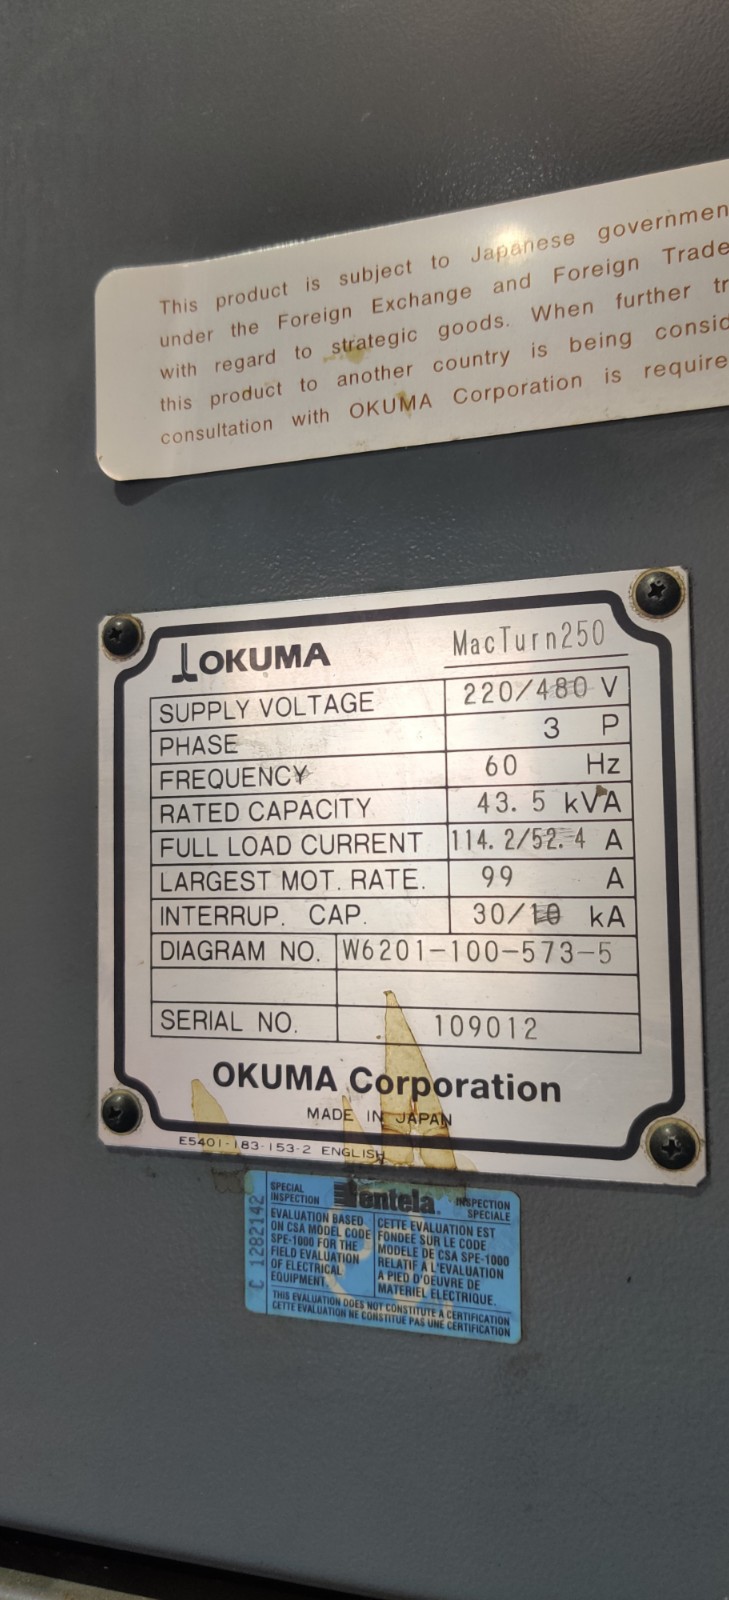 This product is subject to Japanese governmen
under the Foreign Exchange and Foreign Trade
with regard to strategic goods. When further tr
this product to another country is being consid
consultation with OKUMA Corporation is require
OKUMA MacTurn250
SUPPLY VOLTAGE 220/480 V
PHASE 3 P
FREQUENCY 60 Hz
RATED CAPACITY 43.5 kVA
FULL LOAD CURRENT 114.2/52.4 A
LARGEST MOT. RATE. 99 A
INTERRUP. CAP. 30/10 kA
DIAGRAM NO. W6201-100-573-5
SERIAL NO. 109012
OKUMA Corporation
MADE IN JAPAN
E5401-183-153-2 ENGLISH
SPECIAL
INSPECTION
entela.
INSPECTION
SPECIALE
C 1282142
EVALUATION BASED
ON CSA MODEL CODE
SPE-1000 FOR THE
FIELD EVALUATION
OF ELECTRICAL
EQUIPMENT
CETTE EVALUATION EST
FONDEE SUR LE CODE
MODELE DE CSA SPE-1000
RELATIF A L'EVALUATION
A PIED D'OEUVRE DE
MATERIEL ELECTRIQUE.
THIS EVALUATION DOES NOT CONSTITUTE A CERTIFICATION
CETTE EVALUATION NE CONSTITUE PAS UNE CERTIFICATION